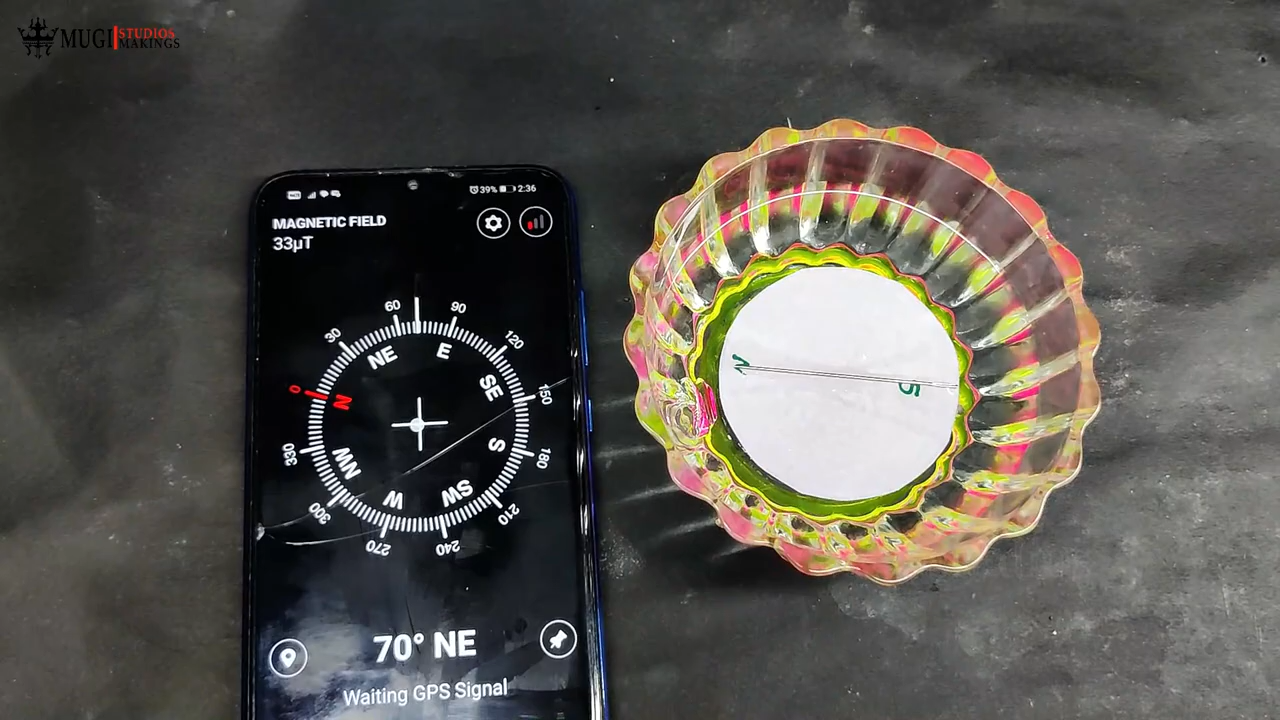 MUGI STUDIOS MAKINGS
39% 2:36
MAGNETIC FIELD
33µT
60 90
30 120
NE E
0 N SE 150
330 NW S 180
300 W SW 210
270 240
N S
70° NE
Waiting GPS Signal